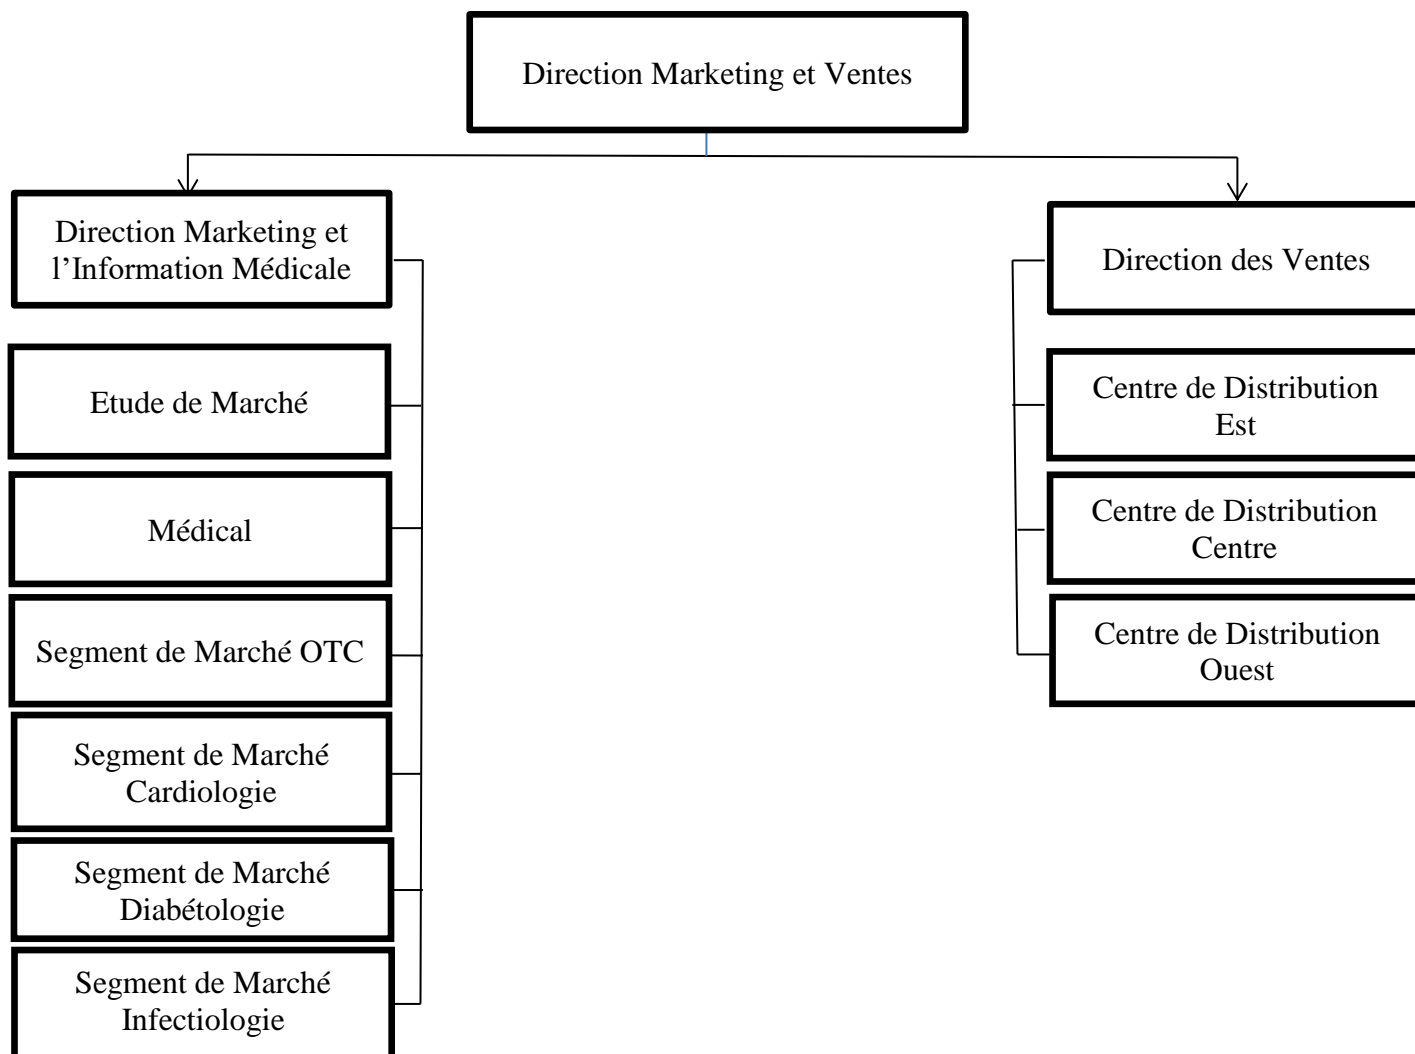 Direction Marketing et Ventes
Direction Marketing et
l’Information Médicale
Etude de Marché
Médical
Segment de Marché OTC
Segment de Marché
Cardiologie
Segment de Marché
Diabétologie
Segment de Marché
Infectiologie
Direction des Ventes
Centre de Distribution
Est
Centre de Distribution
Centre
Centre de Distribution
Ouest